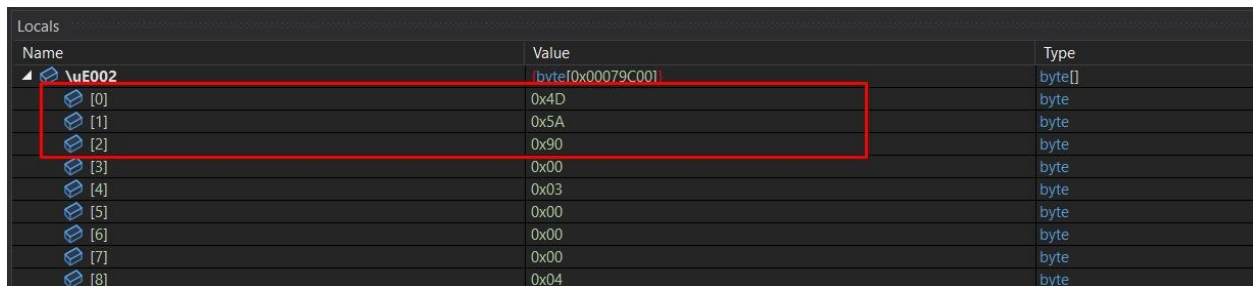 Locals
Name Value Type
\uE002 (byte[0x00079C00]) byte[]
[0] 0x4D byte
[1] 0x5A byte
[2] 0x90 byte
[3] 0x00 byte
[4] 0x03 byte
[5] 0x00 byte
[6] 0x00 byte
[7] 0x00 byte
[8] 0x04 byte